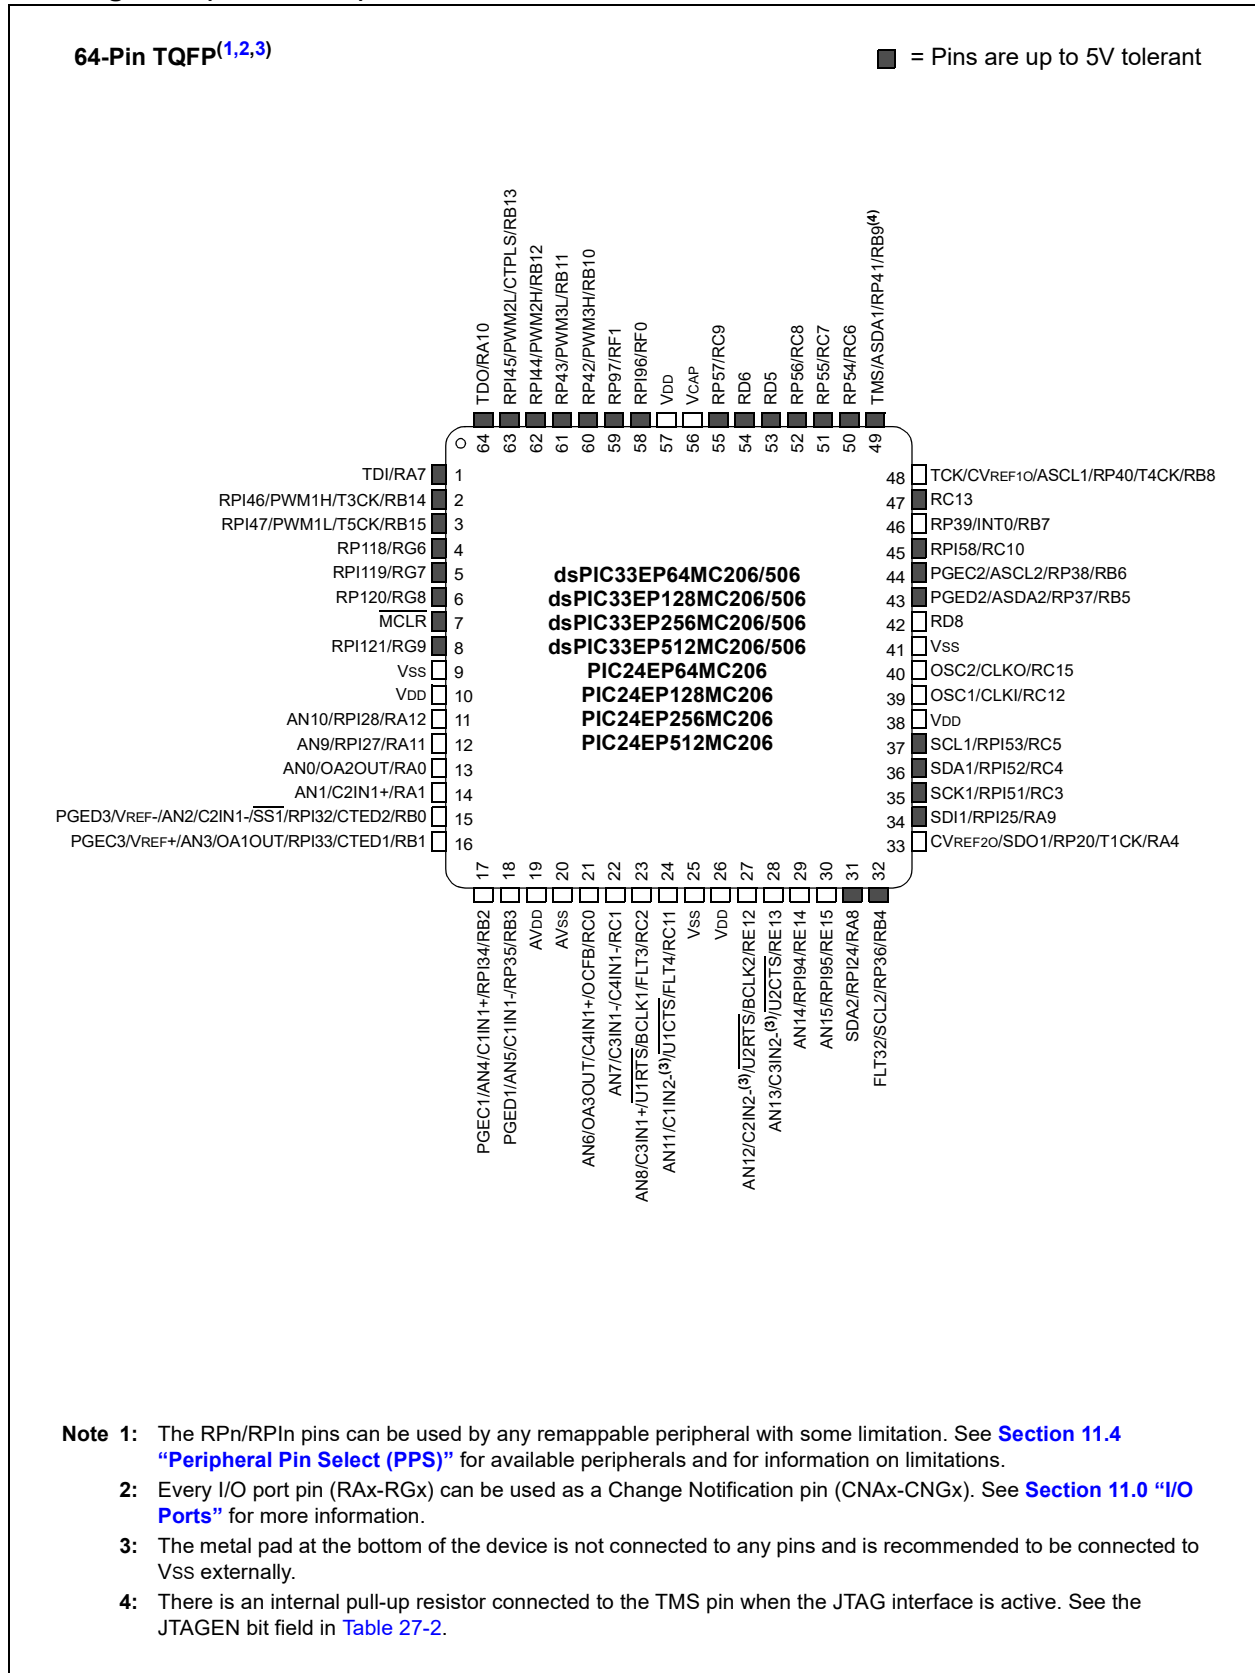 64-Pin TQFP(1,2,3)
= Pins are up to 5V tolerant
TDO/RA10
RPI45/PWM2L/CTPLS/RB13
RPI44/PWM2H/RB12
RP43/PWM3L/RB11
RP42/PWM3H/RB10
RP97/RF1
RPI96/RF0
VDD
VCAP
RP57/RC9
RD6
RD5
RP56/RC8
RP55/RC7
RP54/RC6
TMS/ASDA1/RP41/RB9(4)
64 63 62 61 60 59 58 57 56 55 54 53 52 51 50 49
TDI/RA7 1
RPI46/PWM1H/T3CK/RB14 2
RPI47/PWM1L/T5CK/RB15 3
RP118/RG6 4
RPI119/RG7 5
RP120/RG8 6
MCLR 7
RPI121/RG9 8
VSS 9
VDD 10
AN10/RPI28/RA12 11
AN9/RPI27/RA11 12
AN0/OA2OUT/RA0 13
AN1/C2IN1+/RA1 14
PGED3/VREF-/AN2/C2IN1-/SS1/RPI32/CTED2/RB0 15
PGEC3/VREF+/AN3/OA1OUT/RPI33/CTED1/RB1 16
dsPIC33EP64MC206/506
dsPIC33EP128MC206/506
dsPIC33EP256MC206/506
dsPIC33EP512MC206/506
PIC24EP64MC206
PIC24EP128MC206
PIC24EP256MC206
PIC24EP512MC206
48 TCK/CVREF1O/ASCL1/RP40/T4CK/RB8
47 RC13
46 RP39/INT0/RB7
45 RPI58/RC10
44 PGEC2/ASCL2/RP38/RB6
43 PGED2/ASDA2/RP37/RB5
42 RD8
41 VSS
40 OSC2/CLKO/RC15
39 OSC1/CLKI/RC12
38 VDD
37 SCL1/RPI53/RC5
36 SDA1/RPI52/RC4
35 SCK1/RPI51/RC3
34 SDI1/RPI25/RA9
33 CVREF2O/SDO1/RP20/T1CK/RA4
17 18 19 20 21 22 23 24 25 26 27 28 29 30 31 32
PGEC1/AN4/C1IN1+/RPI34/RB2
PGED1/AN5/C1IN1-/RP35/RB3
AVDD
AVSS
AN6/OA3OUT/C4IN1+/OCFB/RC0
AN7/C3IN1-/C4IN1-/RC1
AN8/C3IN1+/U1RTS/BCLK1/FLT3/RC2
AN11/C1IN2-(3)/U1CTS/FLT4/RC11
VSS
VDD
AN12/C2IN2-(3)/U2RTS/BCLK2/RE12
AN13/C3IN2-(3)/U2CTS/RE13
AN14/RPI94/RE14
AN15/RPI95/RE15
SDA2/RPI24/RA8
FLT32/SCL2/RP36/RB4
Note 1: The RPn/RPIn pins can be used by any remappable peripheral with some limitation. See Section 11.4
“Peripheral Pin Select (PPS)” for available peripherals and for information on limitations.
2: Every I/O port pin (RAx-RGx) can be used as a Change Notification pin (CNAx-CNGx). See Section 11.0 “I/O
Ports” for more information.
3: The metal pad at the bottom of the device is not connected to any pins and is recommended to be connected to
VSS externally.
4: There is an internal pull-up resistor connected to the TMS pin when the JTAG interface is active. See the
JTAGEN bit field in Table 27-2.